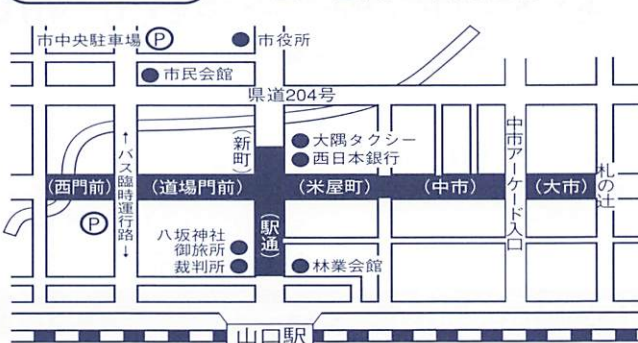 市中央駐車場 P
市役所
市民会館
県道204号
(新町)
大隅タクシー
西日本銀行
中市アーケード入口
札の辻
←バス臨時運行路→
(西門前)
(道場門前)
(米屋町)
(中市)
(大市)
P
(駅通)
八坂神社
御旅所
裁判所
林業会館
山口駅